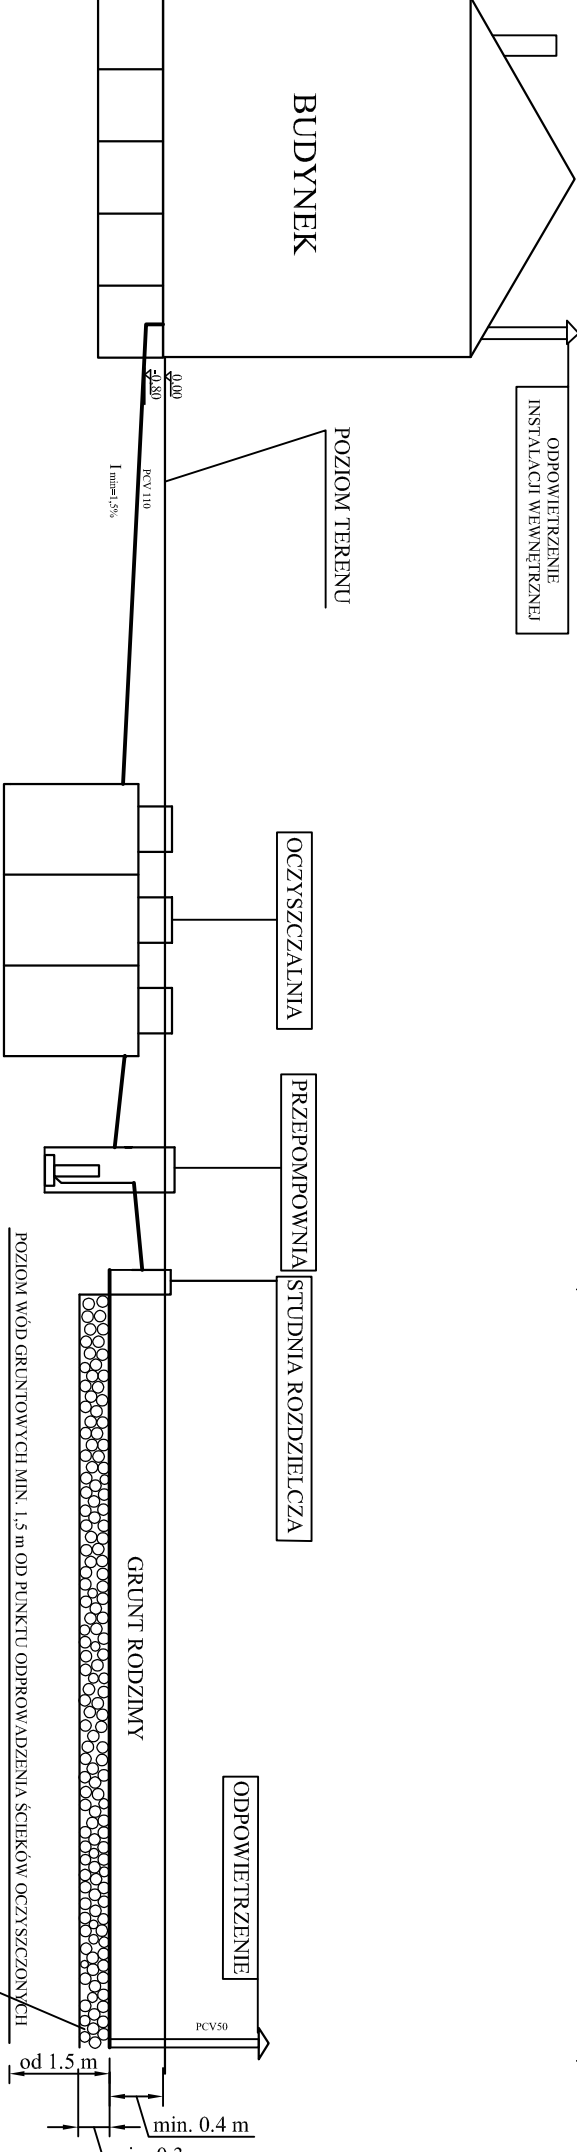 BUDYNEK
ODPOWIETRZENIE
INSTALACJI WEWNĘTRZNEJ
0,00
-0,80
POZIOM TERENU
PCV 110
I min=1,5%
OCZYSZCZALNIA
PRZEPOMPOWNIA
STUDNIA ROZDZIELCZA
GRUNT RODZIMY
ODPOWIETRZENIE
PCV50
POZIOM WÓD GRUNTOWYCH MIN. 1,5 m OD PUNKTU ODPROWADZENIA ŚCIEKÓW OCZYSZCZONYCH
od 1.5 m
min. 0.4 m